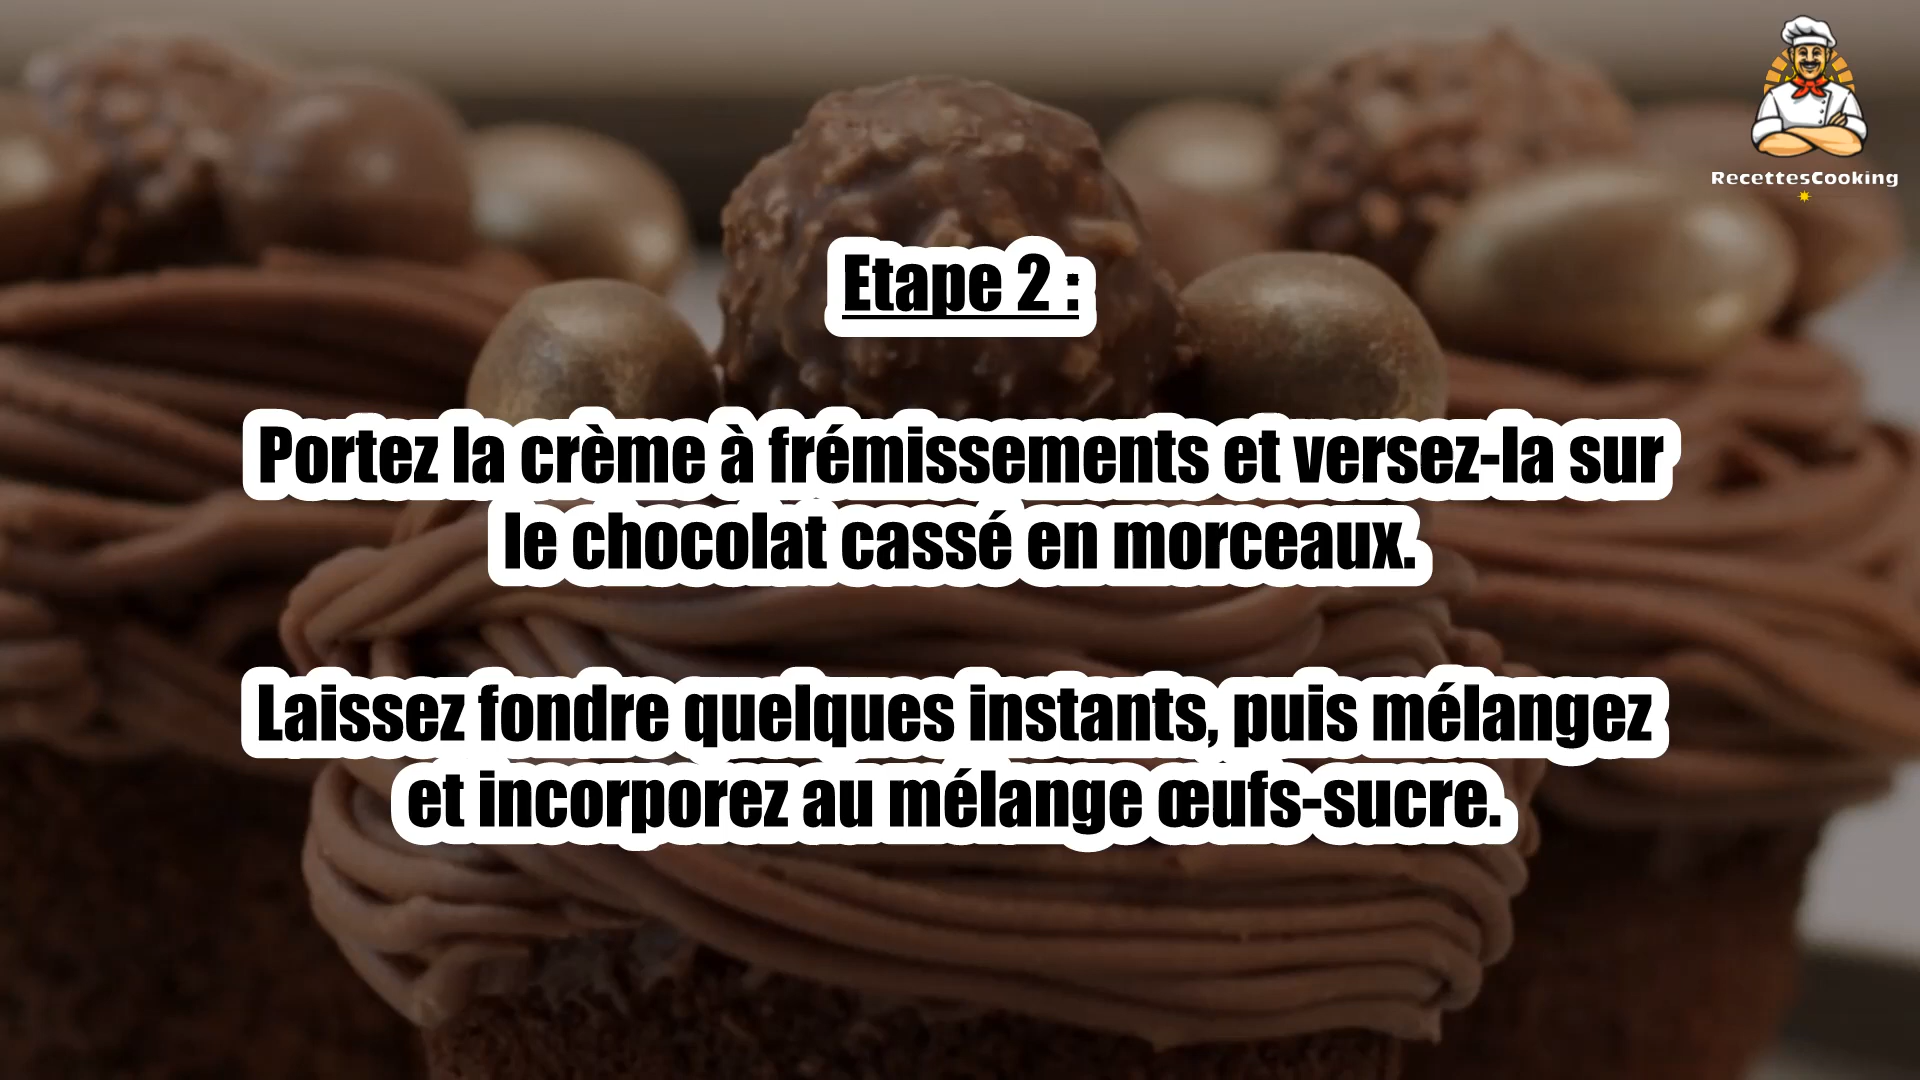 RecettesCooking
Etape 2 :
Portez la crème à frémissements et versez-la sur
le chocolat cassé en morceaux.
Laissez fondre quelques instants, puis mélangez
et incorporez au mélange œufs-sucre.